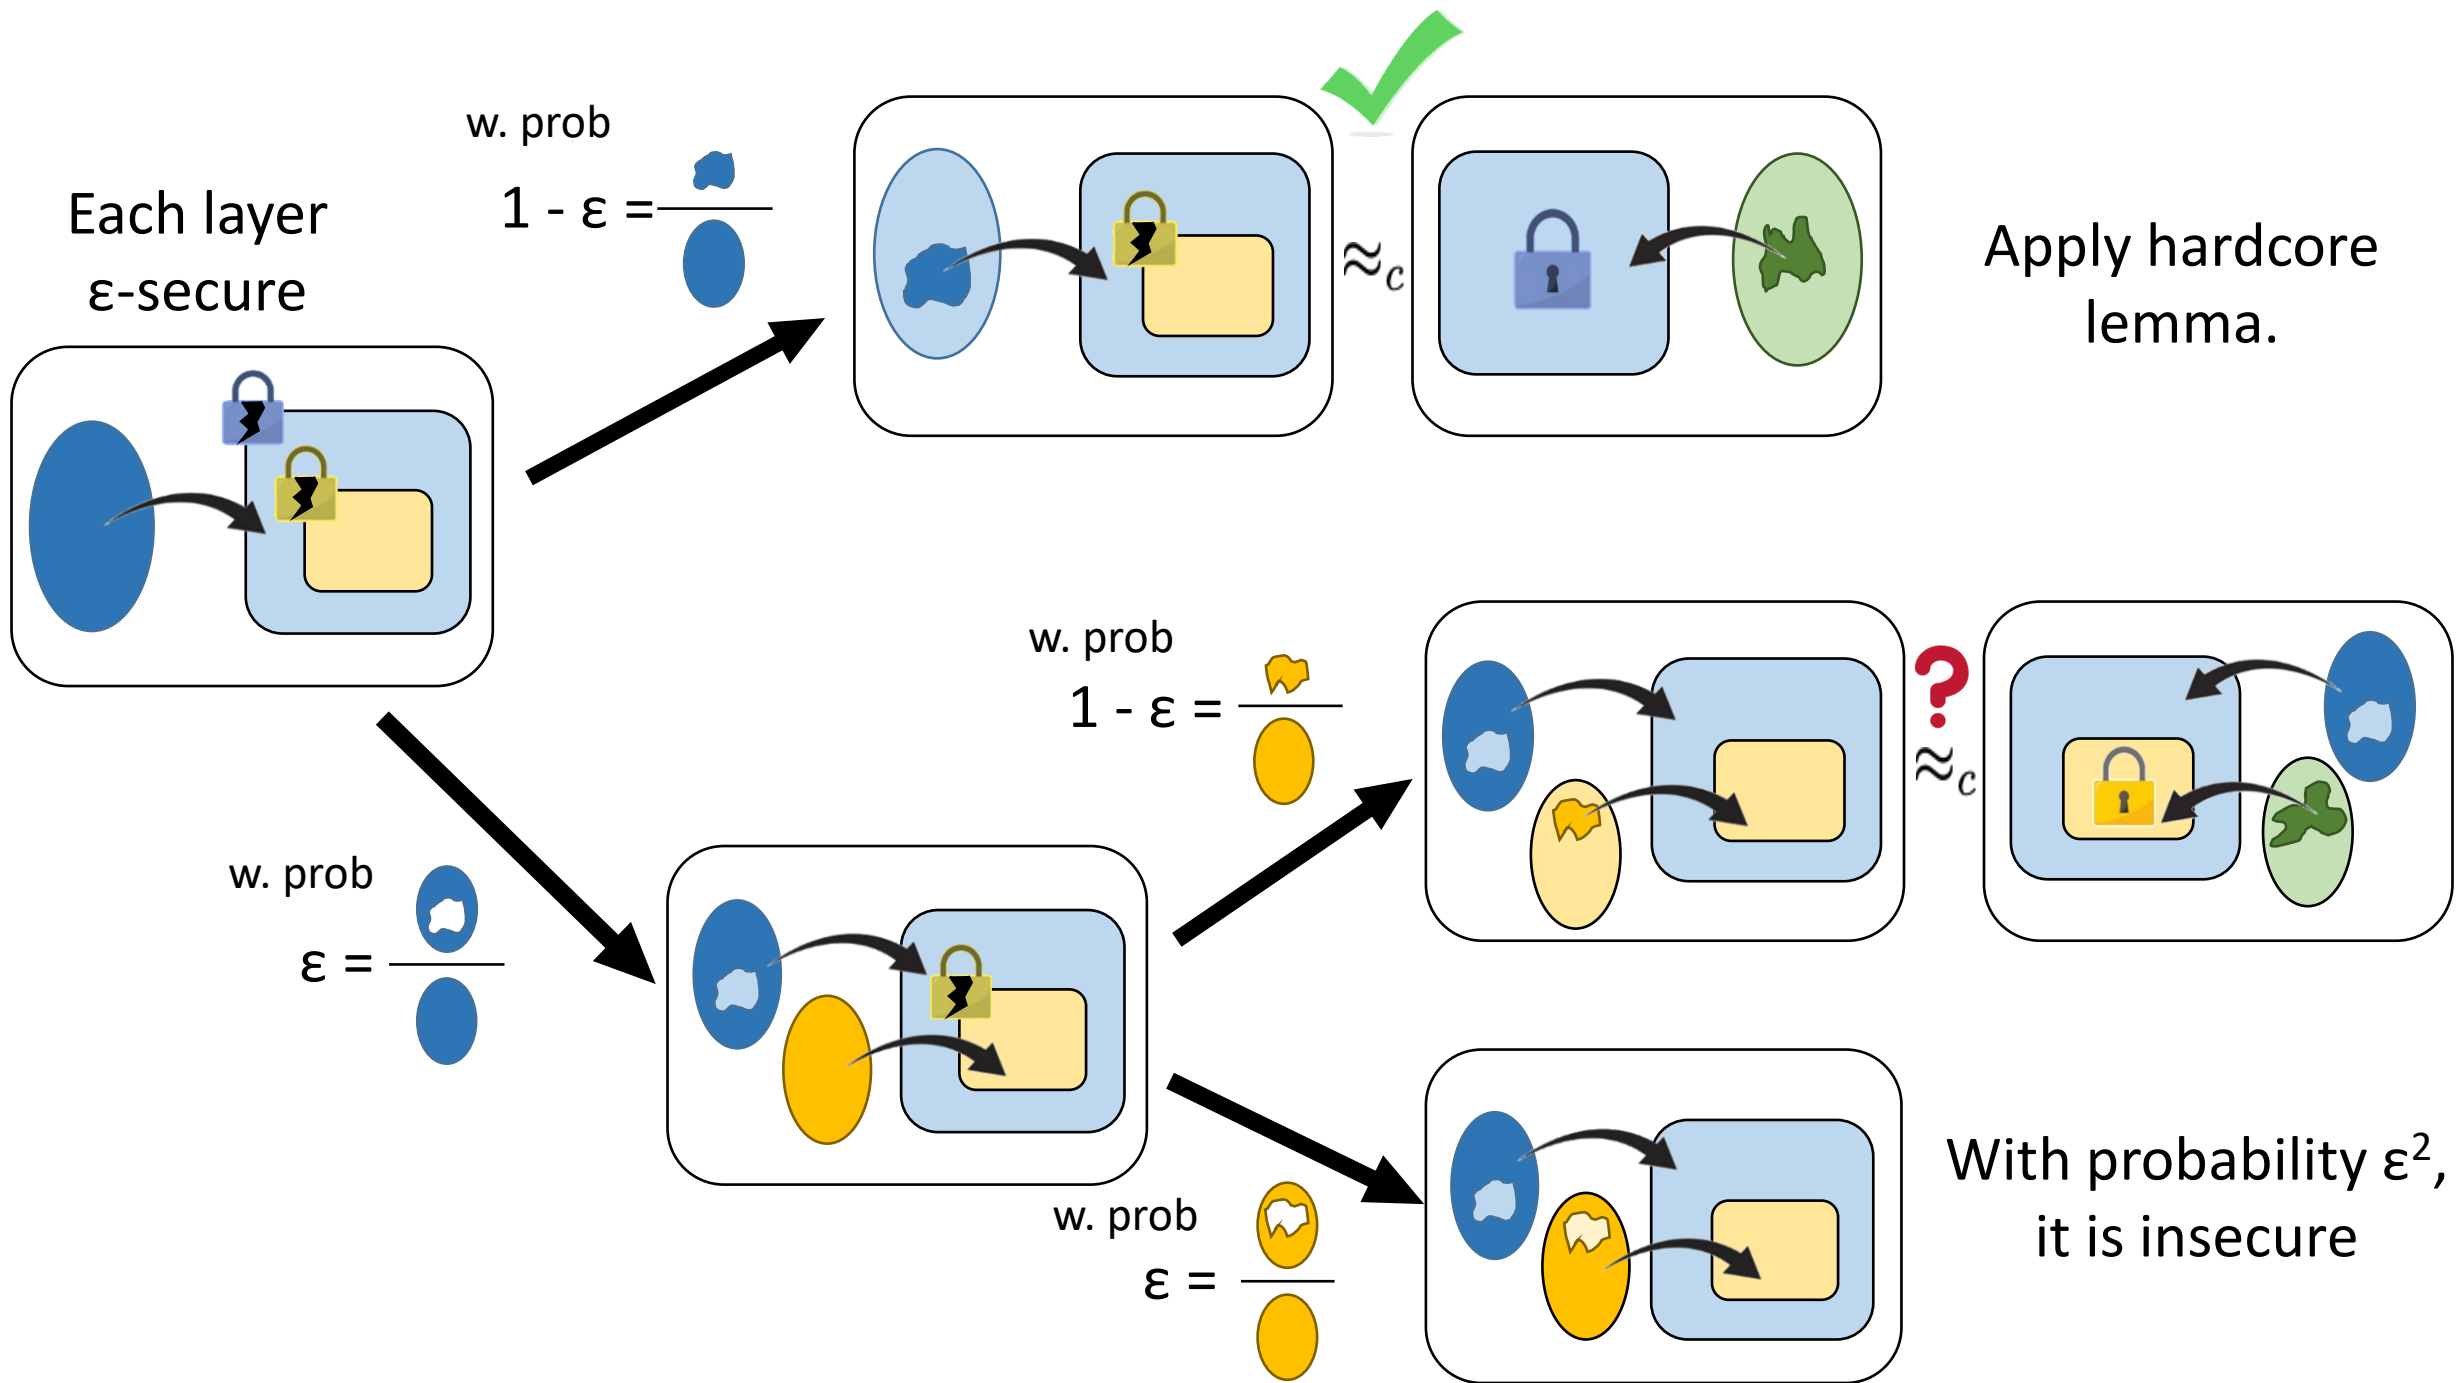 Each layer
ε-secure
w. prob
1 - ε =
≈c
Apply hardcore
lemma.
w. prob
ε =
w. prob
1 - ε =
?
≈c
w. prob
ε =
With probability ε²,
it is insecure